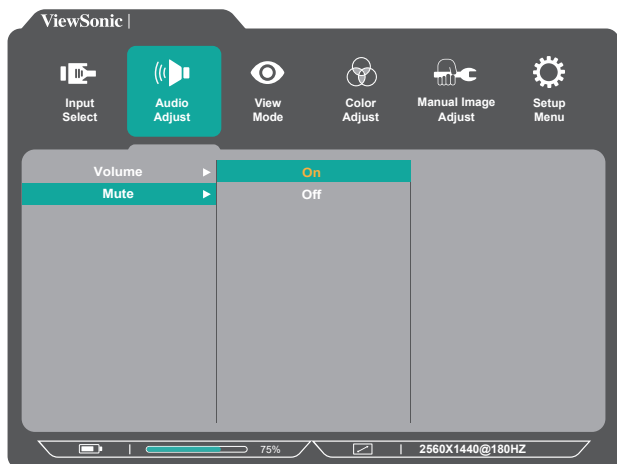 ViewSonic
Input Select
Audio Adjust
View Mode
Color Adjust
Manual Image Adjust
Setup Menu
Volume
On
Mute
Off
75%
2560X1440@180HZ